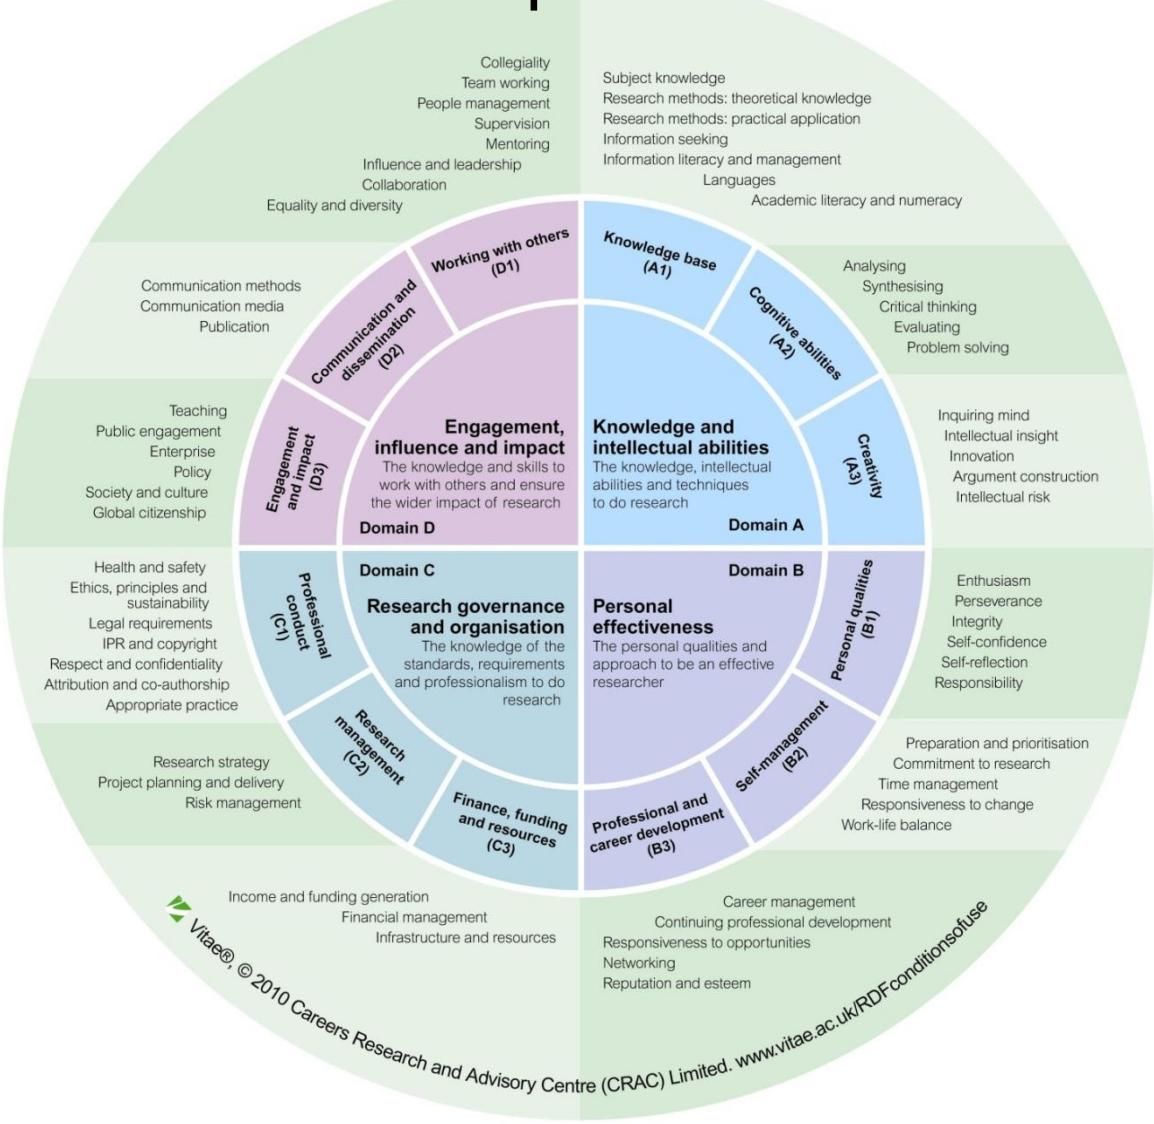 Collegiality
Team working
People management
Supervision
Mentoring
Influence and leadership
Collaboration
Equality and diversity
Subject knowledge
Research methods: theoretical knowledge
Research methods: practical application
Information seeking
Information literacy and management
Languages
Academic literacy and numeracy
Working with others
(D1)
Knowledge base
(A1)
Communication methods
Communication media
Publication
Communication and
dissemination
(D2)
Cognitive abilities
(A2)
Analysing
Synthesising
Critical thinking
Evaluating
Problem solving
Teaching
Public engagement
Enterprise
Policy
Society and culture
Global citizenship
Engagement
and impact
(D3)
Creativity
(A3)
Inquiring mind
Intellectual insight
Innovation
Argument construction
Intellectual risk
Engagement,
influence and impact
The knowledge and skills to
work with others and ensure
the wider impact of research
Domain D
Knowledge and
intellectual abilities
The knowledge, intellectual
abilities and techniques
to do research
Domain A
Domain C
Research governance
and organisation
The knowledge of the
standards, requirements
and professionalism to do
research
Domain B
Personal
effectiveness
The personal qualities and
approach to be an effective
researcher
Health and safety
Ethics, principles and
sustainability
Legal requirements
IPR and copyright
Respect and confidentiality
Attribution and co-authorship
Appropriate practice
Professional
conduct
(C1)
Personal qualities
(B1)
Enthusiasm
Perseverance
Integrity
Self-confidence
Self-reflection
Responsibility
Research strategy
Project planning and delivery
Risk management
Research
management
(C2)
Self-management
(B2)
Preparation and prioritisation
Commitment to research
Time management
Responsiveness to change
Work-life balance
Finance, funding
and resources
(C3)
Professional and
career development
(B3)
Income and funding generation
Financial management
Infrastructure and resources
Career management
Continuing professional development
Responsiveness to opportunities
Networking
Reputation and esteem
Vitae®, © 2010 Careers Research and Advisory Centre (CRAC) Limited. www.vitae.ac.uk/RDFconditionsofuse